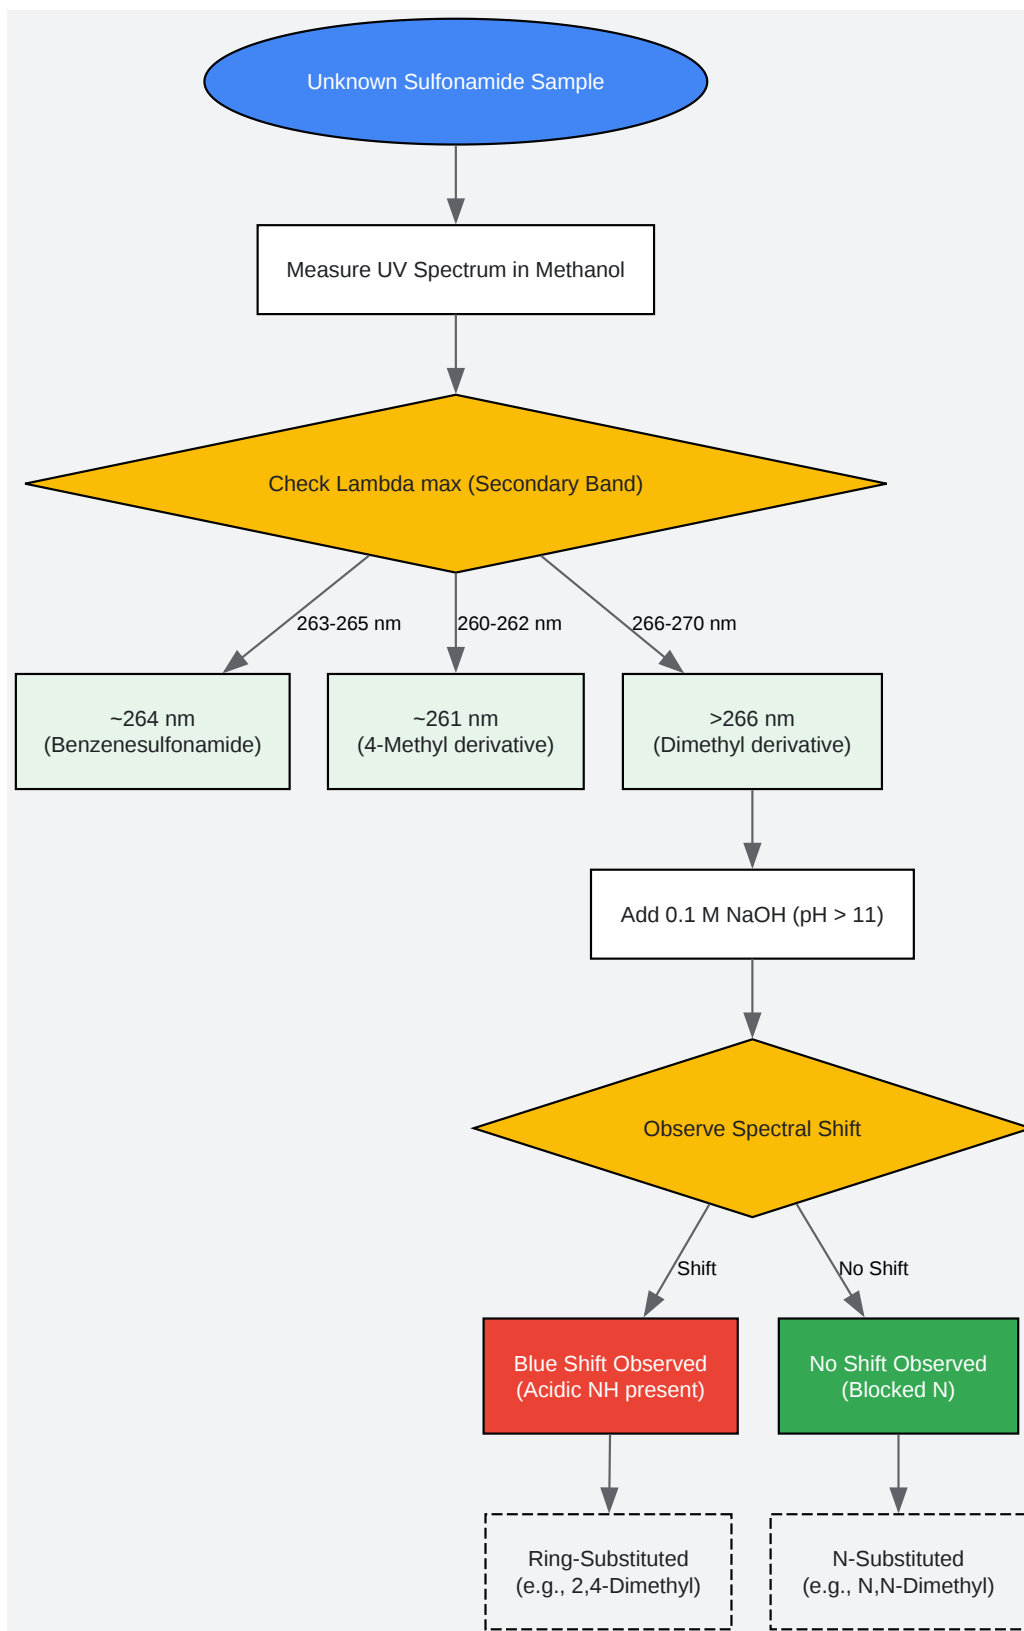 Unknown Sulfonamide Sample
Measure UV Spectrum in Methanol
Check Lambda max (Secondary Band)
263-265 nm
260-262 nm
266-270 nm
~264 nm
(Benzenesulfonamide)
~261 nm
(4-Methyl derivative)
>266 nm
(Dimethyl derivative)
Add 0.1 M NaOH (pH > 11)
Observe Spectral Shift
Shift
No Shift
Blue Shift Observed
(Acidic NH present)
No Shift Observed
(Blocked N)
Ring-Substituted
(e.g., 2,4-Dimethyl)
N-Substituted
(e.g., N,N-Dimethyl)